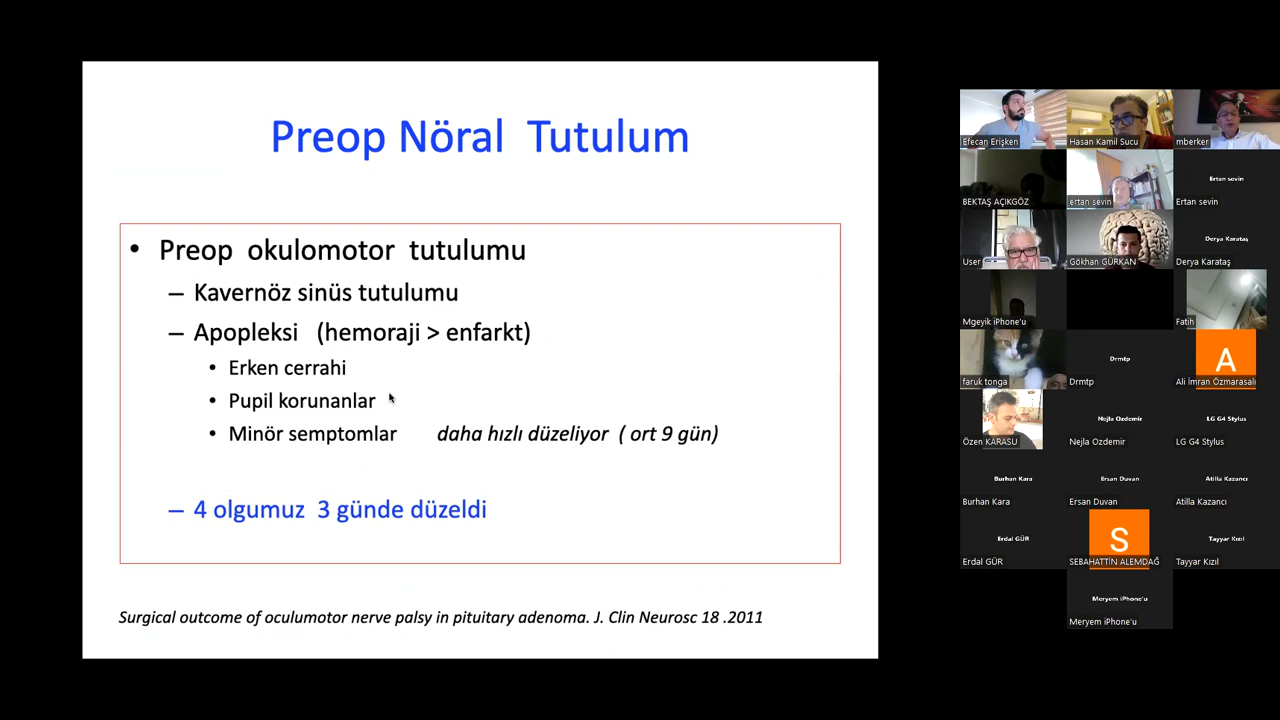 Preop Nöral Tutulum
• Preop okulomotor tutulumu
– Kavernöz sinüs tutulumu
– Apopleksi (hemoraji > enfarkt)
• Erken cerrahi
• Pupil korunanlar
• Minör semptomlar daha hızlı düzeliyor ( ort 9 gün)
– 4 olgumuz 3 günde düzeldi
Surgical outcome of oculumotor nerve palsy in pituitary adenoma. J. Clin Neurosc 18 .2011
Efecan Erişken
Hasan Kamil Sucu
mberker
BEKTAŞ AÇIKGÖZ
ertan sevin
Ertan sevin
Ertan sevin
User
Gökhan GÜRKAN
Derya Karataş
Derya Karataş
Mgeyik iPhone'u
Fatih
faruk tonga
Drmtp
Drmtp
A
Ali İmran Özmarasalı
Özen KARASU
Nejla Ozdemir
Nejla Ozdemir
LG G4 Stylus
LG G4 Stylus
Burhan Kara
Burhan Kara
Ersan Duvan
Ersan Duvan
Atilla Kazancı
Atilla Kazancı
Erdal GÜR
Erdal GÜR
S
SEBAHATTİN ALEMDAĞ
Tayyar Kızıl
Tayyar Kızıl
Meryem iPhone'u
Meryem iPhone'u